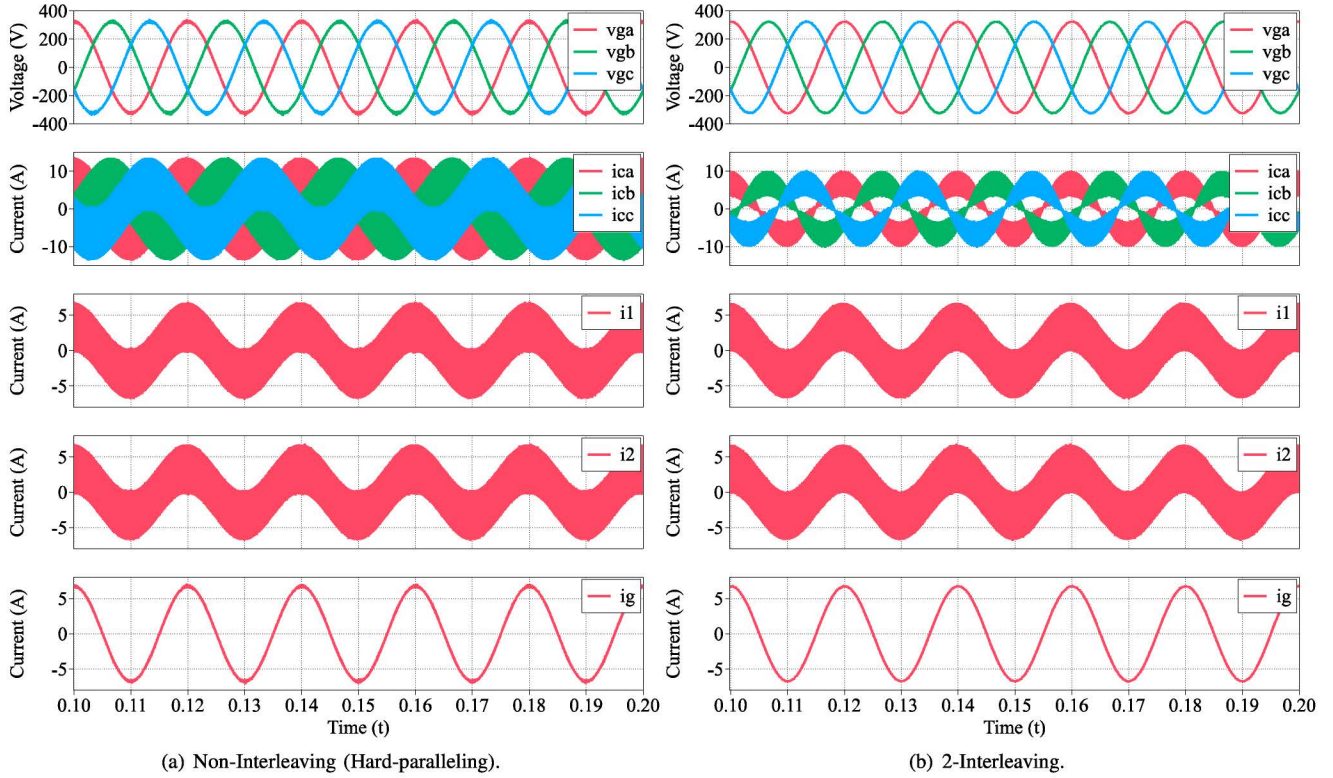 400
200
0
-200
-400
Voltage (V)
vga
vgb
vgc
10
0
-10
Current (A)
ica
icb
icc
5
0
-5
Current (A)
i1
5
0
-5
Current (A)
i2
5
0
-5
Current (A)
ig
0.10 0.11 0.12 0.13 0.14 0.15 0.16 0.17 0.18 0.19 0.20
Time (t)
(a) Non-Interleaving (Hard-paralleling).
400
200
0
-200
-400
Voltage (V)
vga
vgb
vgc
10
0
-10
Current (A)
ica
icb
icc
5
0
-5
Current (A)
i1
5
0
-5
Current (A)
i2
5
0
-5
Current (A)
ig
0.10 0.11 0.12 0.13 0.14 0.15 0.16 0.17 0.18 0.19 0.20
Time (t)
(b) 2-Interleaving.